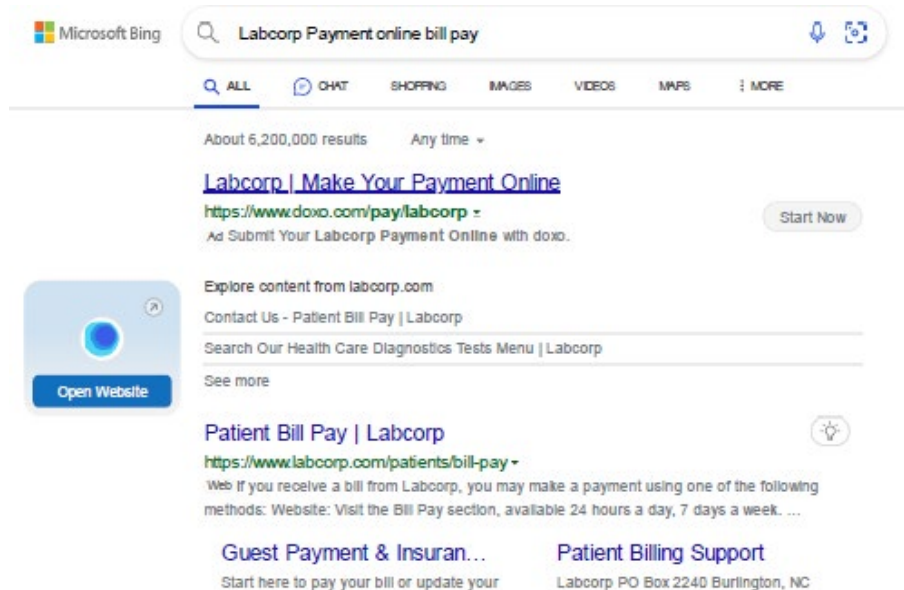 Microsoft Bing
Labcorp Payment online bill pay
ALL CHAT SHOPPING IMAGES VIDEOS MAPS MORE
About 6,200,000 results Any time
Labcorp | Make Your Payment Online
https://www.doxo.com/pay/labcorp
Start Now
Ad Submit Your Labcorp Payment Online with doxo.
Explore content from labcorp.com
Contact Us - Patient Bill Pay | Labcorp
Search Our Health Care Diagnostics Tests Menu | Labcorp
See more
Open Website
Patient Bill Pay | Labcorp
https://www.labcorp.com/patients/bill-pay
Web If you receive a bill from Labcorp, you may make a payment using one of the following
methods: Website: Visit the Bill Pay section, available 24 hours a day, 7 days a week. ...
Guest Payment & Insuran...
Start here to pay your bill or update your
Patient Billing Support
Labcorp PO Box 2240 Burlington, NC